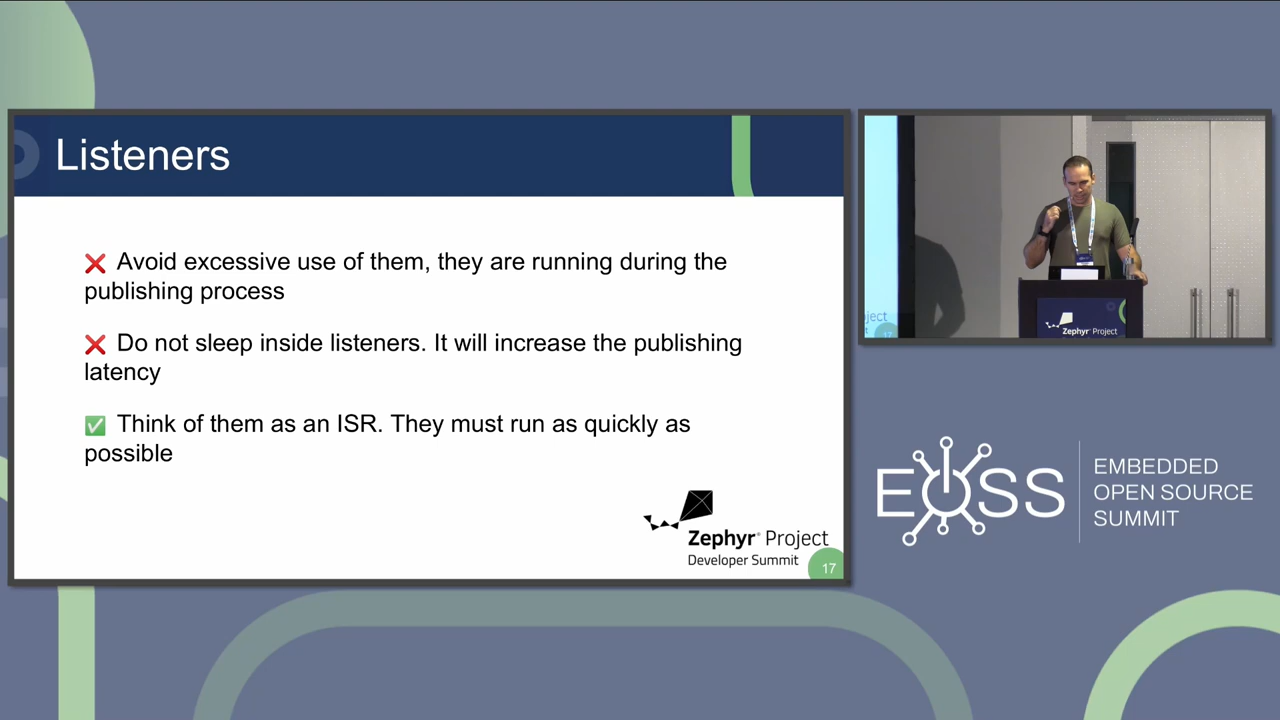 Listeners
❌ Avoid excessive use of them, they are running during the
publishing process
❌ Do not sleep inside listeners. It will increase the publishing
latency
✅ Think of them as an ISR. They must run as quickly as
possible
Zephyr® Project
Developer Summit
17
ject
17
Zephyr Project
EOSS
EMBEDDED
OPEN SOURCE
SUMMIT